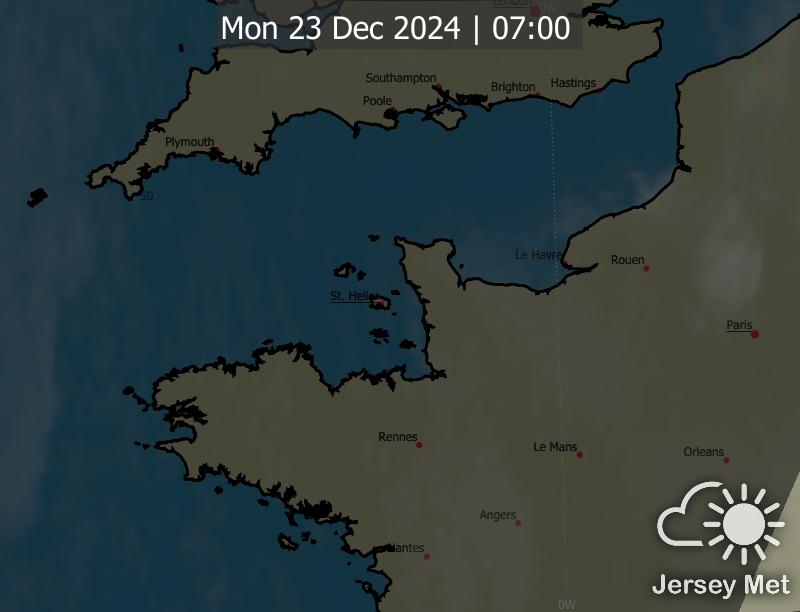 London
0W
Mon 23 Dec 2024 | 07:00
Southampton
Brighton
Hastings
Poole
Plymouth
50
Le Havre
Rouen
St. Helier
Paris
Rennes
Le Mans
Orleans
Angers
Nantes
Jersey Met
0W